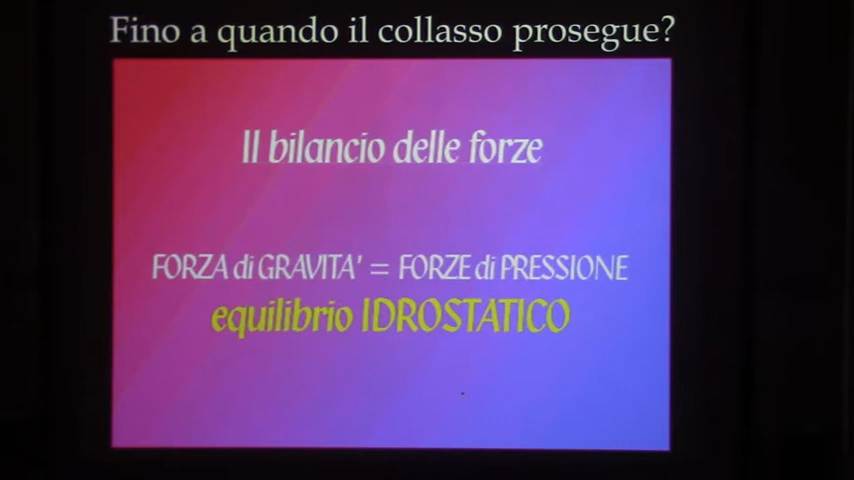 Fino a quando il collasso prosegue?
Il bilancio delle forze
FORZA di GRAVITA' = FORZE di PRESSIONE
equilibrio IDROSTATICO